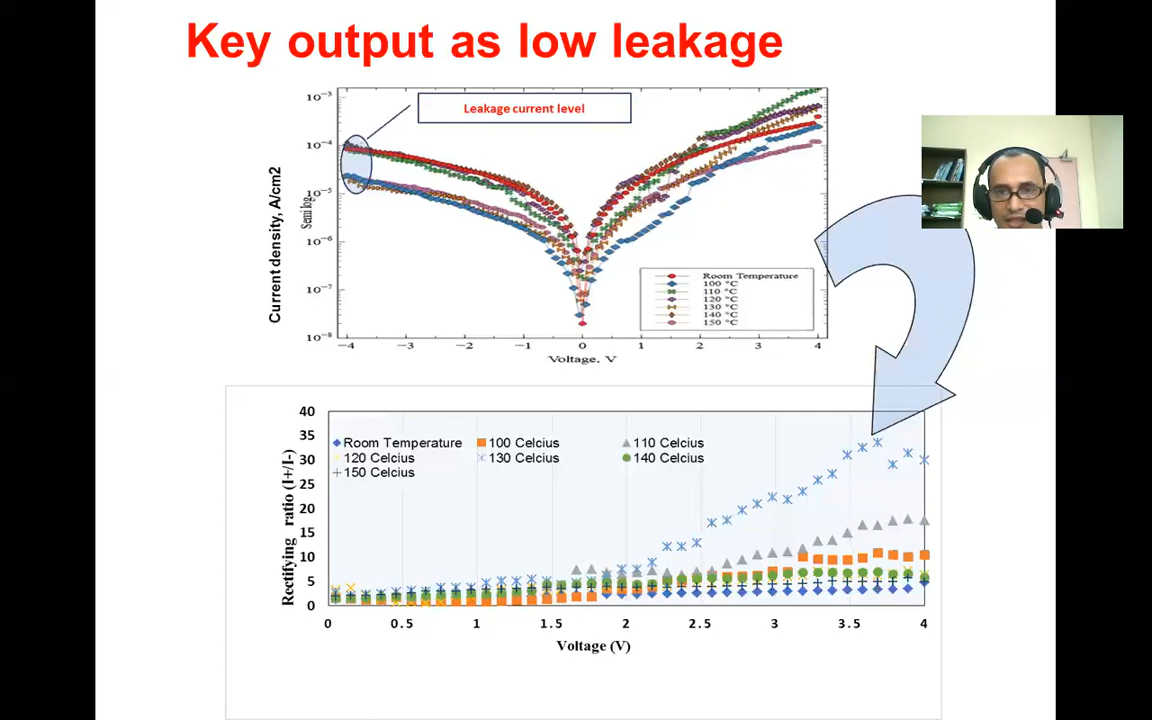 Key output as low leakage
Leakage current level
10⁻³
10⁻⁴
10⁻⁵
10⁻⁶
10⁻⁷
10⁻⁸
Current density, A/cm2
Semi log
Room Temperature
100 °C
110 °C
120 °C
130 °C
140 °C
150 °C
−4 −3 −2 −1 0 1 2 3 4
Voltage, V
40
35
30
25
20
15
10
5
0
Rectifying ratio (I+/I-)
Room Temperature 100 Celcius 110 Celcius
120 Celcius 130 Celcius 140 Celcius
150 Celcius
0 0.5 1 1.5 2 2.5 3 3.5 4
Voltage (V)